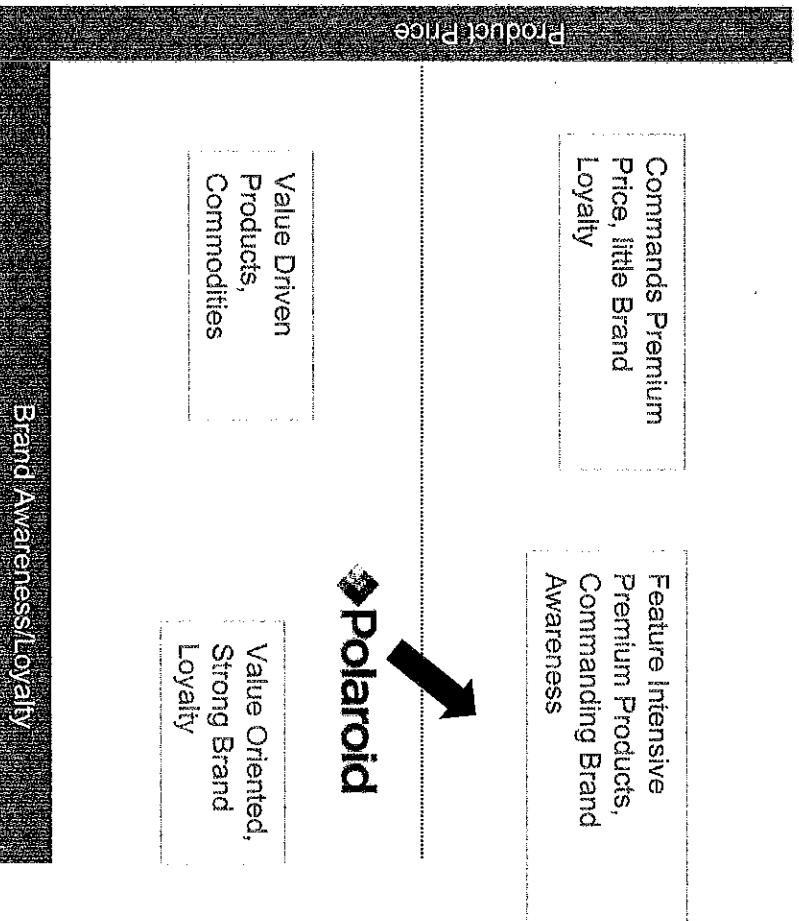 Product Price
Commands Premium
Price, little Brand
Loyalty
Feature Intensive
Premium Products,
Commanding Brand
Awareness
Value Driven
Products,
Commodities
Polaroid
Value Oriented,
Strong Brand
Loyalty
Brand Awareness/Loyalty